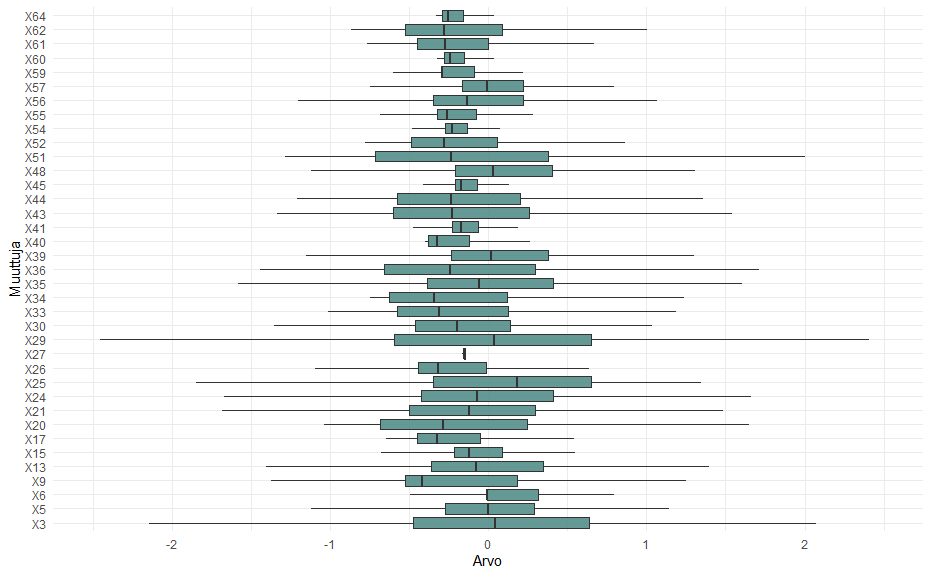 X64
X62
X61
X60
X59
X57
X56
X55
X54
X52
X51
X48
X45
X44
X43
X41
X40
X39
X36
X35
X34
X33
X30
X29
X27
X26
X25
X24
X21
X20
X17
X15
X13
X9
X6
X5
X3
Muuttuja
-2 -1 0 1 2
Arvo